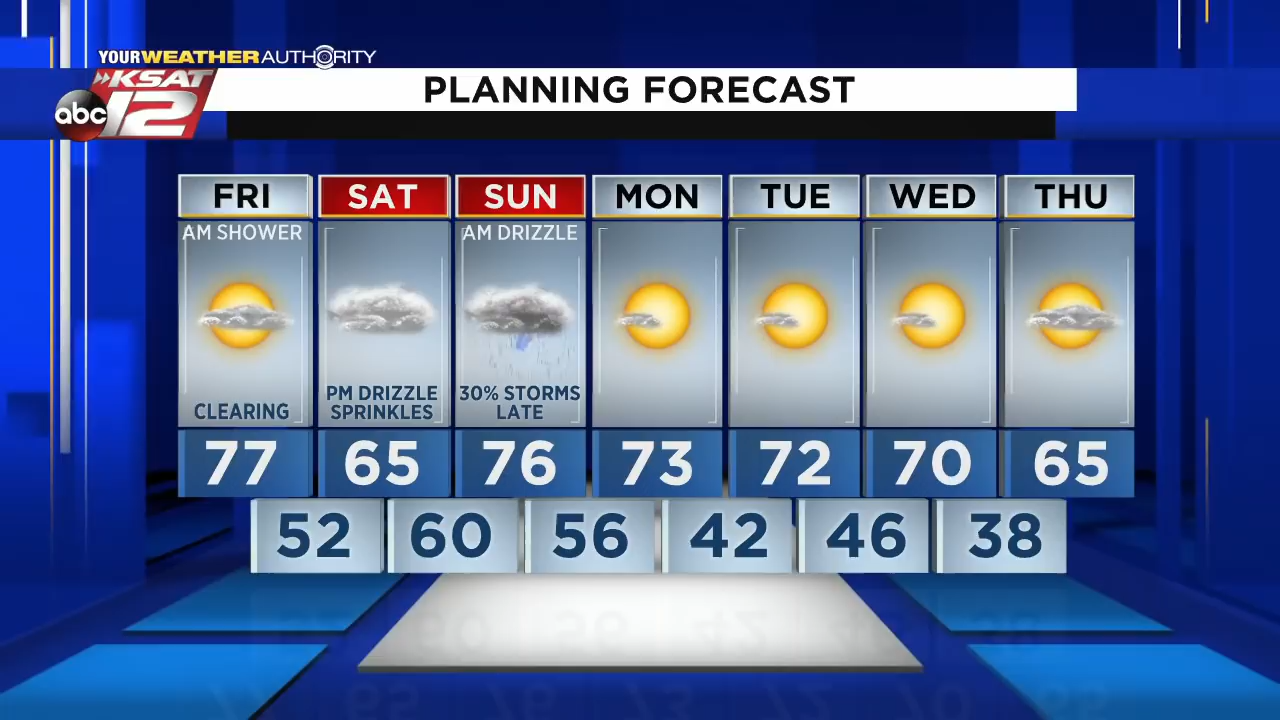 YOURWEATHERAUTHORITY
KSAT
abc 12
PLANNING FORECAST
FRI SAT SUN MON TUE WED THU
AM SHOWER AM DRIZZLE
CLEARING PM DRIZZLE SPRINKLES 30% STORMS LATE
77 65 76 73 72 70 65
52 60 56 42 46 38